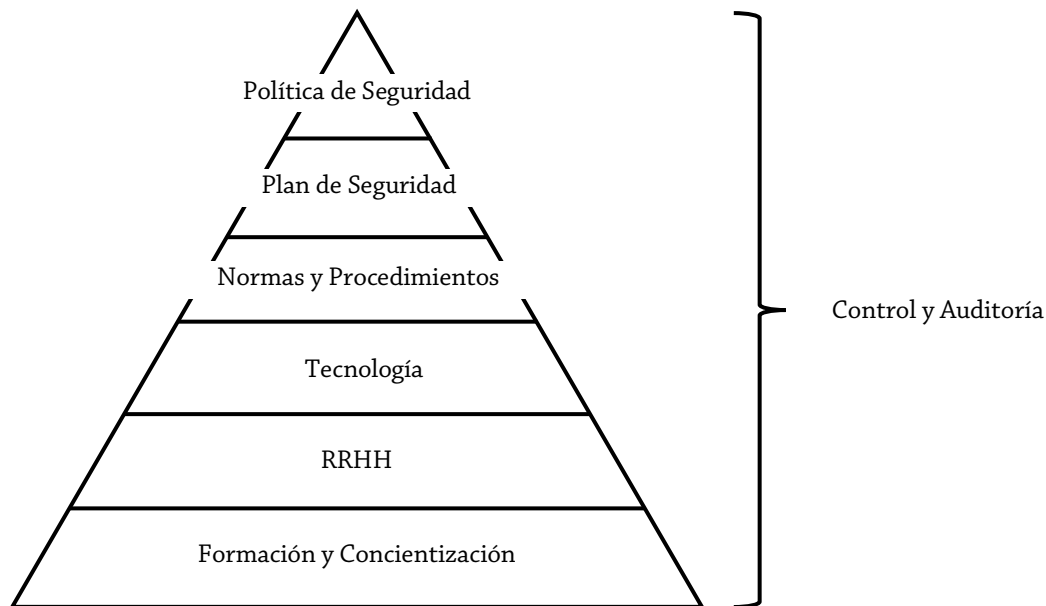 Política de Seguridad
Plan de Seguridad
Normas y Procedimientos
Tecnología
RRHH
Formación y Concientización
Control y Auditoría